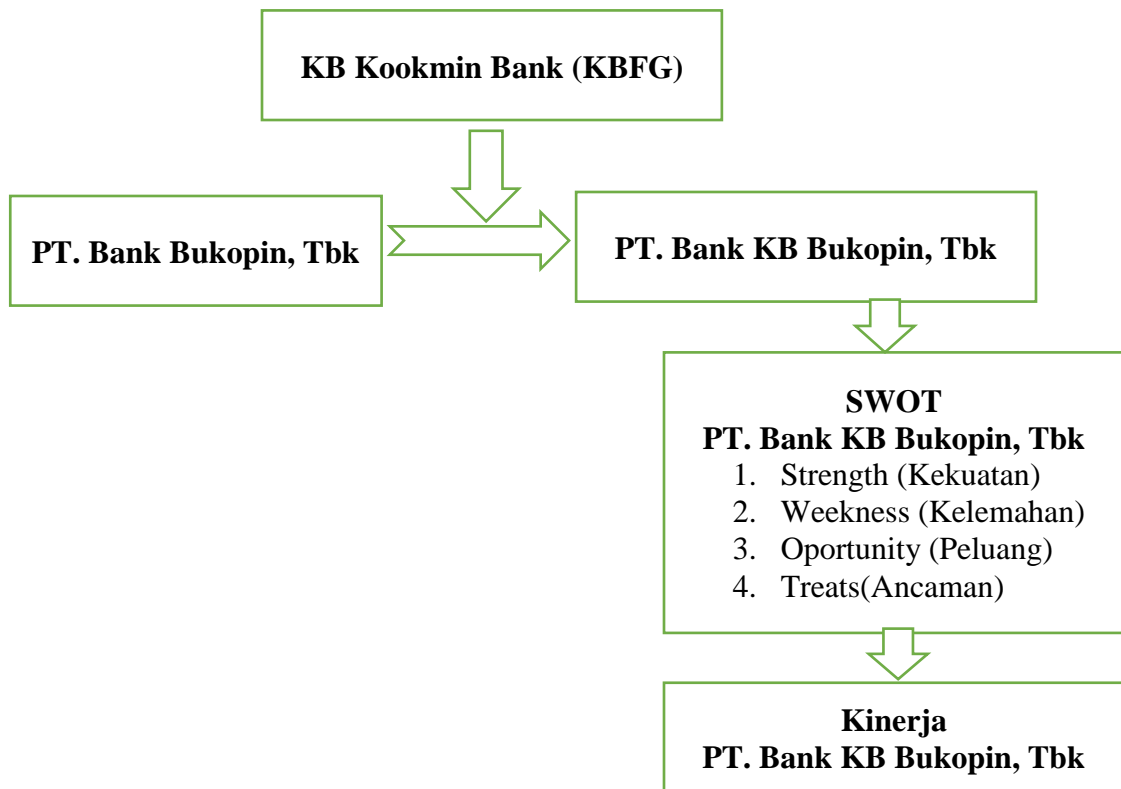 KB Kookmin Bank (KBFG)
PT. Bank Bukopin, Tbk
PT. Bank KB Bukopin, Tbk
SWOT
PT. Bank KB Bukopin, Tbk
1. Strength (Kekuatan)
2. Weekness (Kelemahan)
3. Oportunity (Peluang)
4. Treats(Ancaman)
Kinerja
PT. Bank KB Bukopin, Tbk